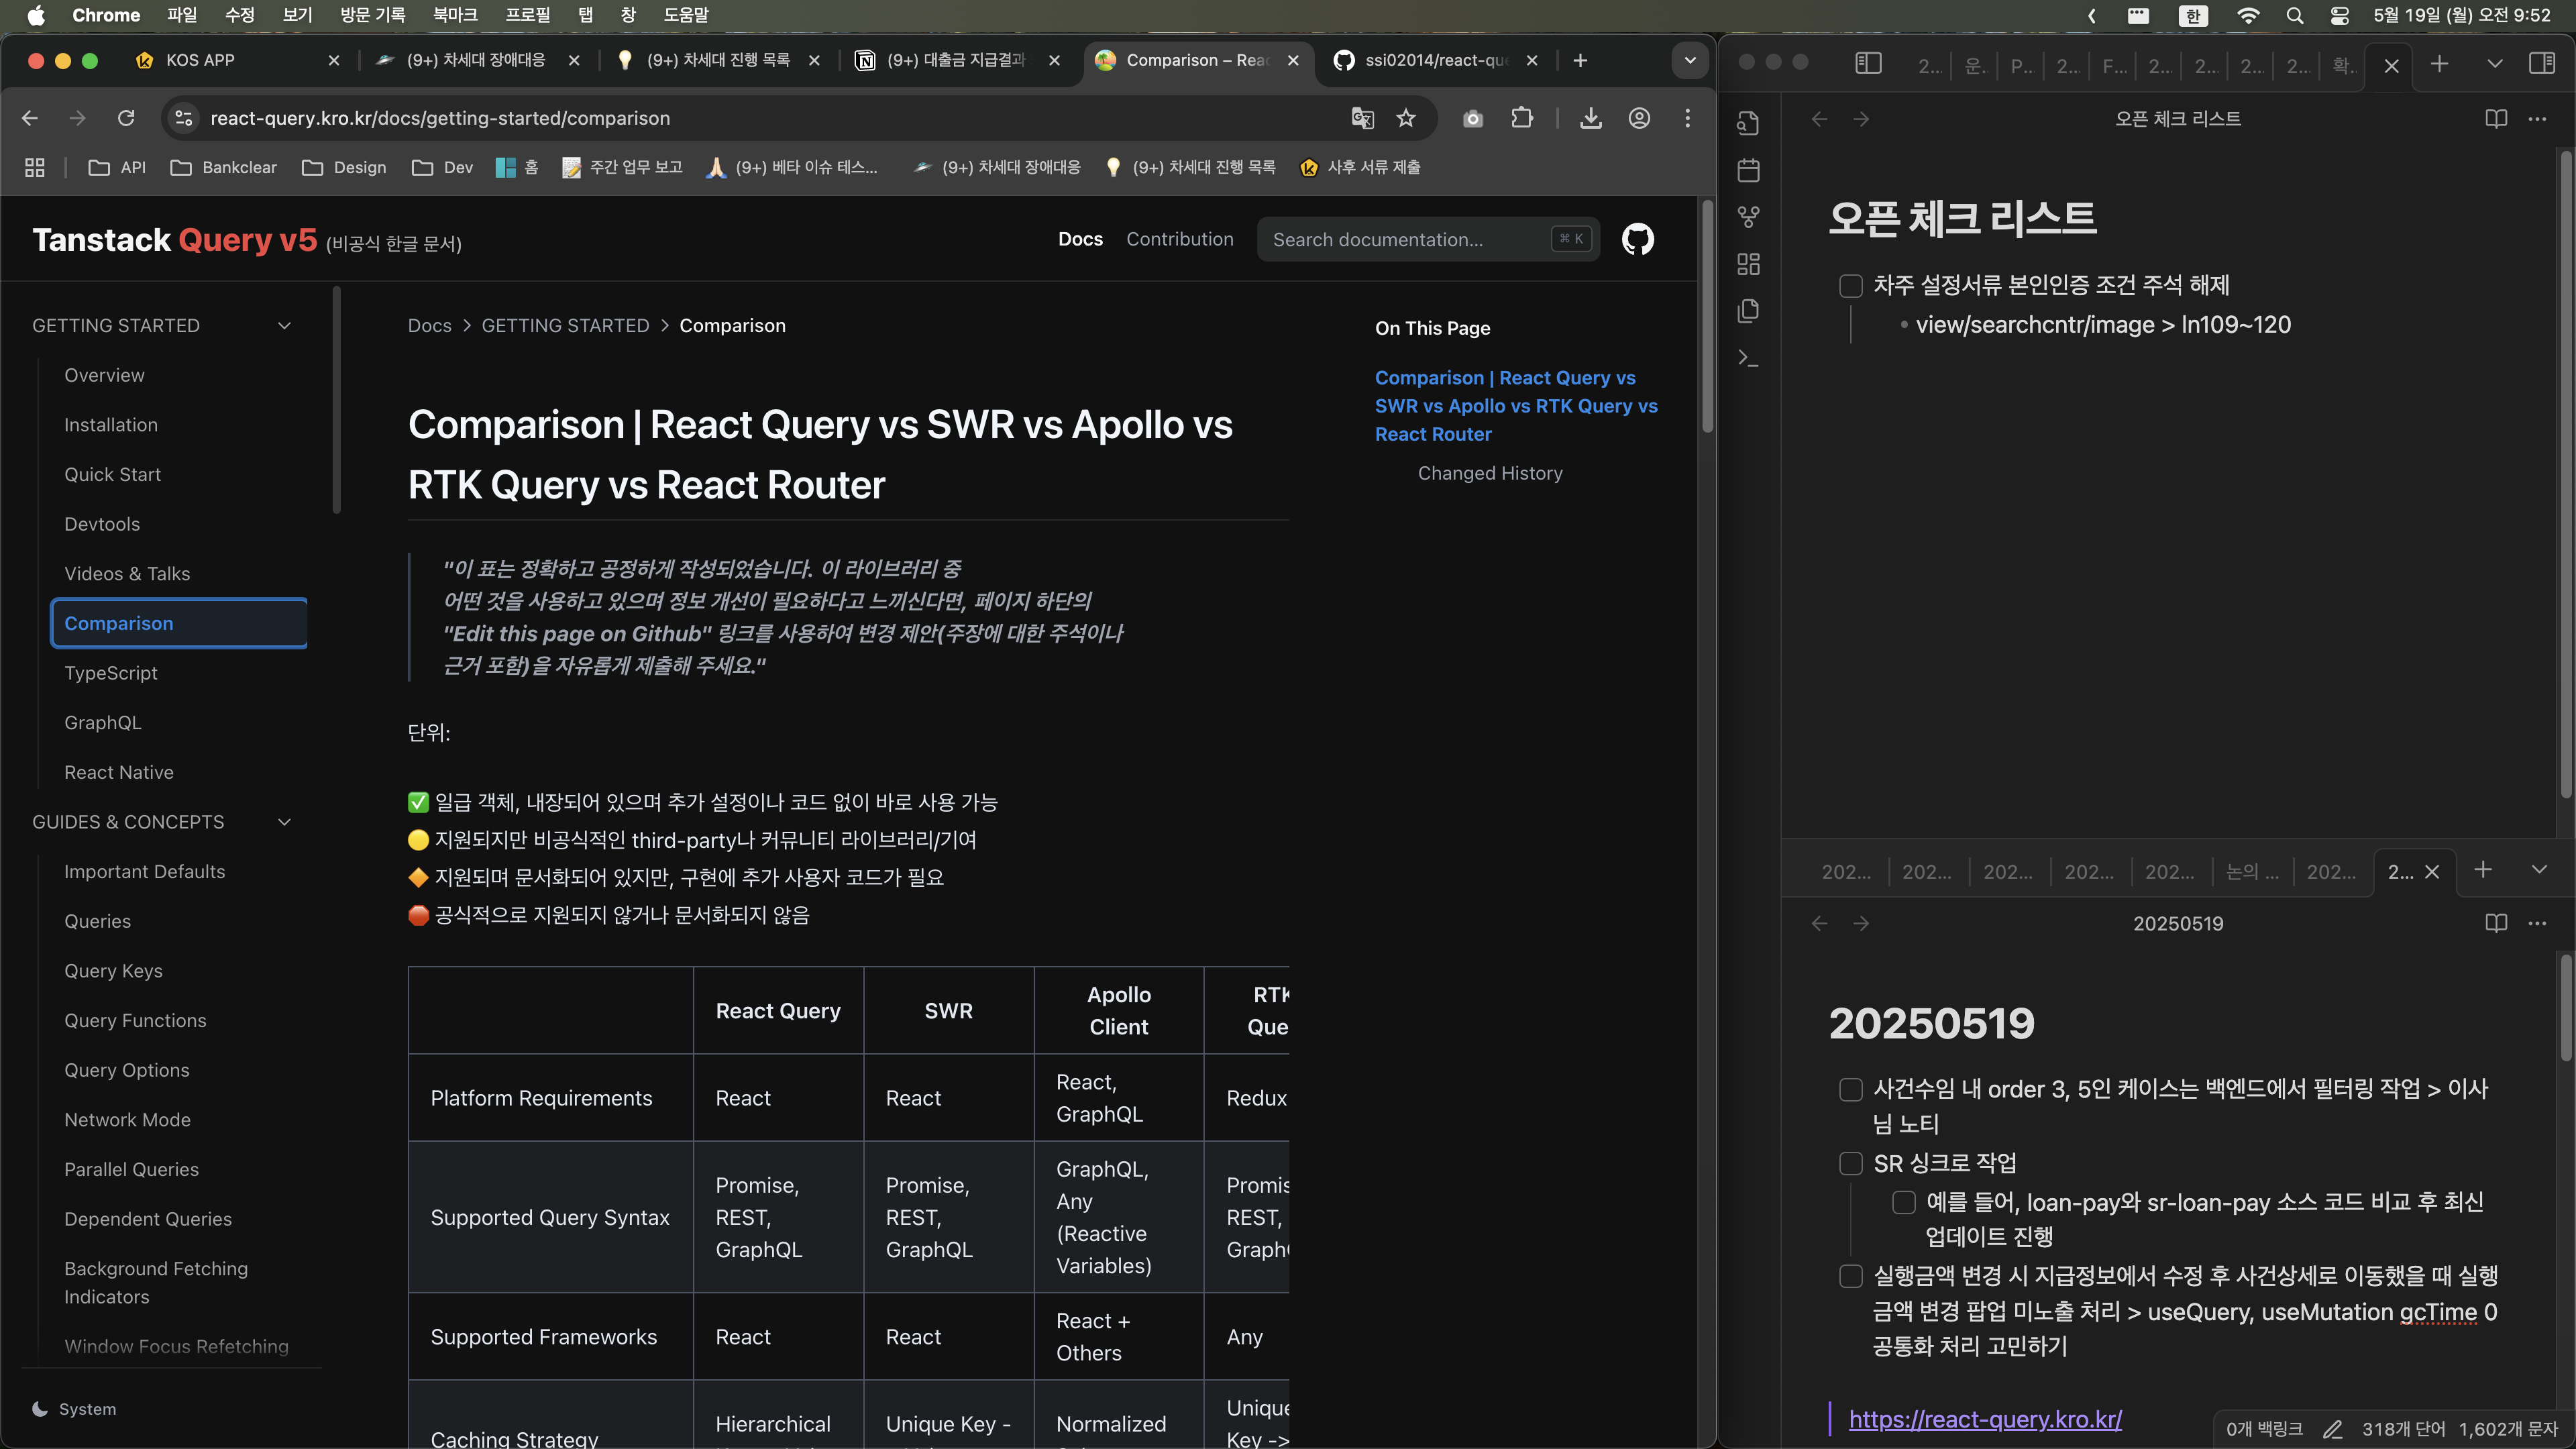 Chrome 파일 수정 보기 방문 기록 북마크 프로필 탭 창 도움말 한 5월 19일 (월) 오전 9:52
KOS APP (9+) 차세대 장애대응 (9+) 차세대 진행 목록 (9+) 대출금 지급결과 Comparison – Reac ssi02014/react-que
react-query.kro.kr/docs/getting-started/comparison
API Bankclear Design Dev 홈 주간 업무 보고 (9+) 베타 이슈 테스... (9+) 차세대 장애대응 (9+) 차세대 진행 목록 사후 서류 제출
Tanstack Query v5 (비공식 한글 문서)
Docs Contribution Search documentation... ⌘ K
GETTING STARTED
Overview
Installation
Quick Start
Devtools
Videos & Talks
Comparison
TypeScript
GraphQL
React Native
GUIDES & CONCEPTS
Important Defaults
Queries
Query Keys
Query Functions
Query Options
Network Mode
Parallel Queries
Dependent Queries
Background Fetching
Indicators
Window Focus Refetching
System
Docs > GETTING STARTED > Comparison
Comparison | React Query vs SWR vs Apollo vs
RTK Query vs React Router
"이 표는 정확하고 공정하게 작성되었습니다. 이 라이브러리 중
어떤 것을 사용하고 있으며 정보 개선이 필요하다고 느끼신다면, 페이지 하단의
"Edit this page on Github" 링크를 사용하여 변경 제안(주장에 대한 주석이나
근거 포함)을 자유롭게 제출해 주세요."
단위:
✅ 일급 객체, 내장되어 있으며 추가 설정이나 코드 없이 바로 사용 가능
🟡 지원되지만 비공식적인 third-party나 커뮤니티 라이브러리/기여
🔶 지원되며 문서화되어 있지만, 구현에 추가 사용자 코드가 필요
🛑 공식적으로 지원되지 않거나 문서화되지 않음
React Query SWR Apollo Client RTK Que
Platform Requirements React React React, GraphQL Redux
Supported Query Syntax Promise, REST, GraphQL Promise, REST, GraphQL GraphQL, Any (Reactive Variables) Promis REST, Graph
Supported Frameworks React React React + Others Any
Caching Strategy Hierarchical Unique Key - Normalized Unique Key ->
On This Page
Comparison | React Query vs
SWR vs Apollo vs RTK Query vs
React Router
Changed History
2... 운.. P... 2... F... 2... 2... 2... 2... 확..
오픈 체크 리스트
오픈 체크 리스트
차주 설정서류 본인인증 조건 주석 해제
• view/searchcntr/image > ln109~120
202... 202... 202... 202... 202... 논의 ... 202... 2...
20250519
20250519
사건수임 내 order 3, 5인 케이스는 백엔드에서 필터링 작업 > 이사
님 노티
SR 싱크로 작업
예를 들어, loan-pay와 sr-loan-pay 소스 코드 비교 후 최신
업데이트 진행
실행금액 변경 시 지급정보에서 수정 후 사건상세로 이동했을 때 실행
금액 변경 팝업 미노출 처리 > useQuery, useMutation gcTime 0
공통화 처리 고민하기
https://react-query.kro.kr/
0개 백링크 318개 단어 1,602개 문자